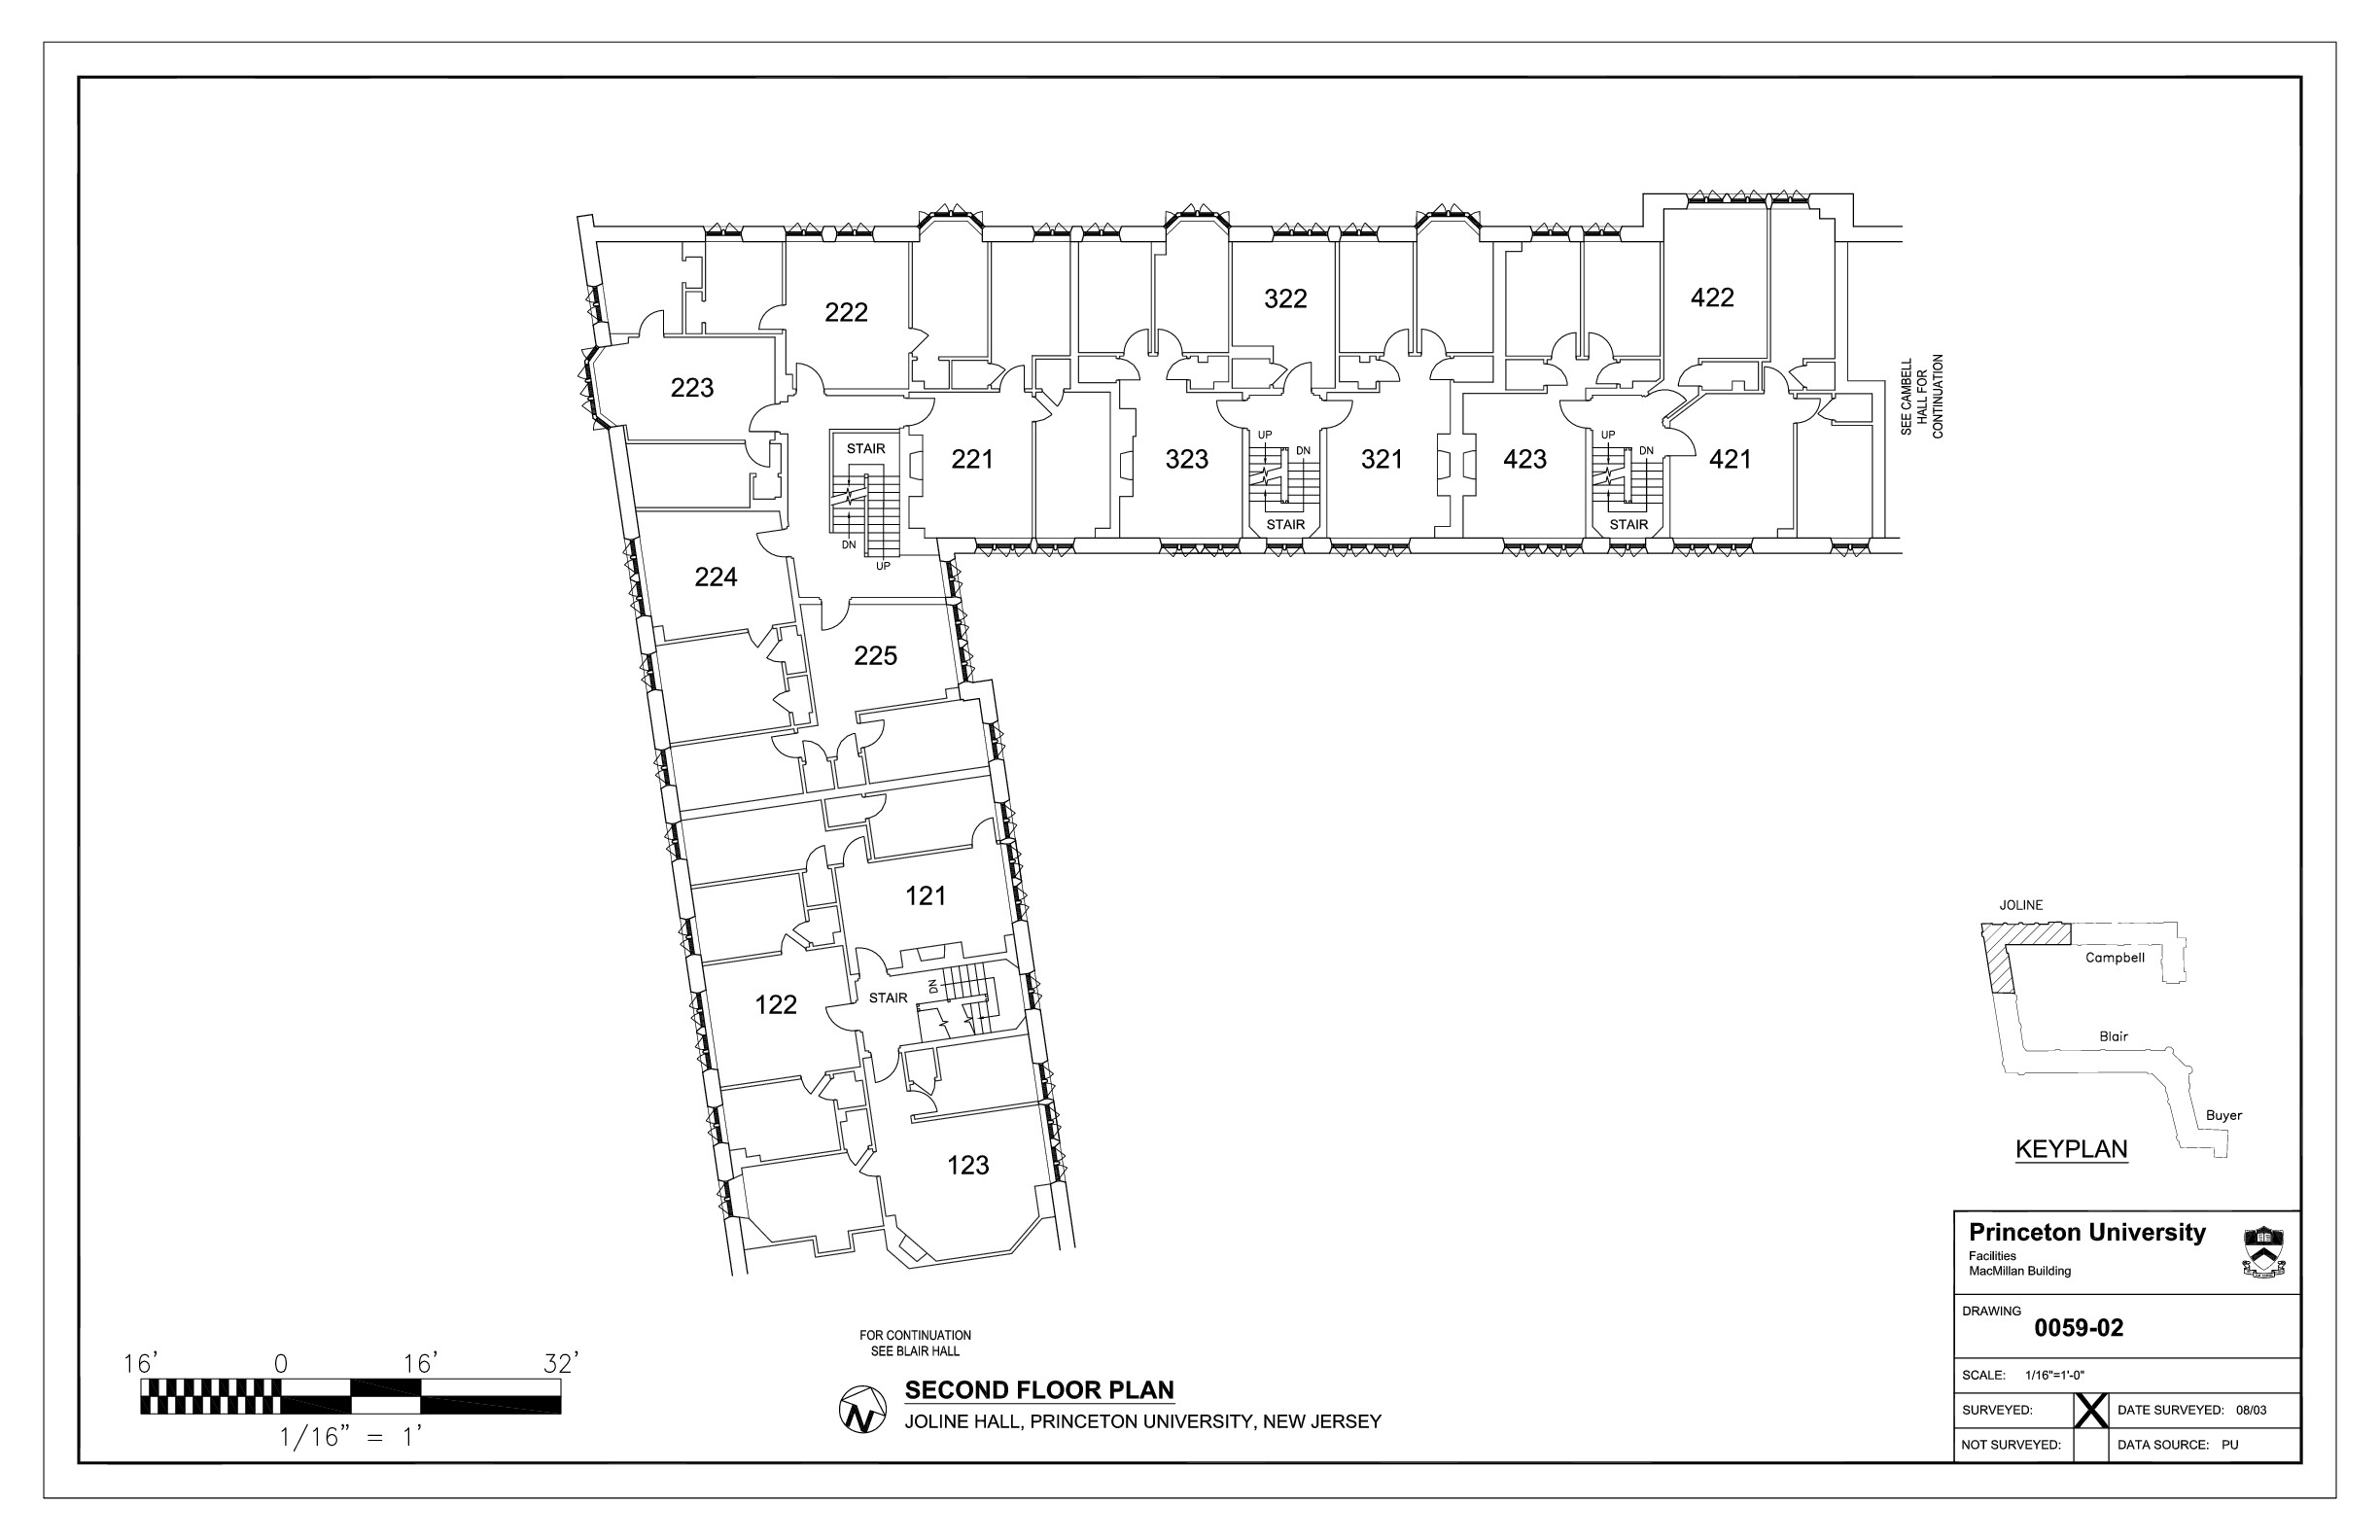 222
322
422
223
SEE CAMBELL
HALL FOR
CONTINUATION
STAIR
221
323
UP
DN
321
423
UP
DN
421
DN
UP
STAIR
STAIR
224
225
121
JOLINE
Campbell
122
STAIR
DN
Blair
Buyer
KEYPLAN
123
Princeton University
Facilities
MacMillan Building
DRAWING
0059-02
SCALE: 1/16"=1'-0"
SURVEYED: X DATE SURVEYED: 08/03
NOT SURVEYED: DATA SOURCE: PU
FOR CONTINUATION
SEE BLAIR HALL
16' 0 16' 32'
1/16" = 1'
N
SECOND FLOOR PLAN
JOLINE HALL, PRINCETON UNIVERSITY, NEW JERSEY